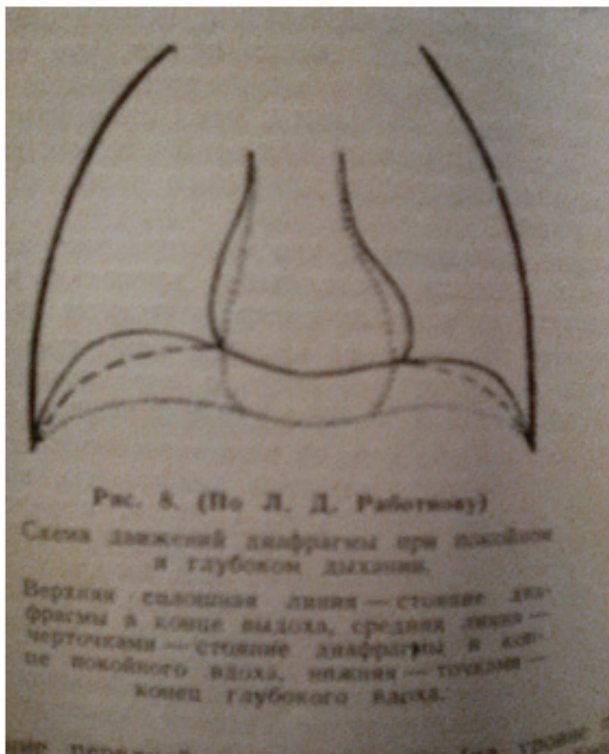 Рис. 8. (По Л. Д. Работнову)
Схема движений диафрагмы при покойном
и глубоком дыхании.
Верхняя сплошная линия — стояние диа-
фрагмы в конце выдоха, средняя линия —
черточками — стояние диафрагмы в кон-
це покойного вдоха, нижняя — точками —
конец глубокого вдоха.